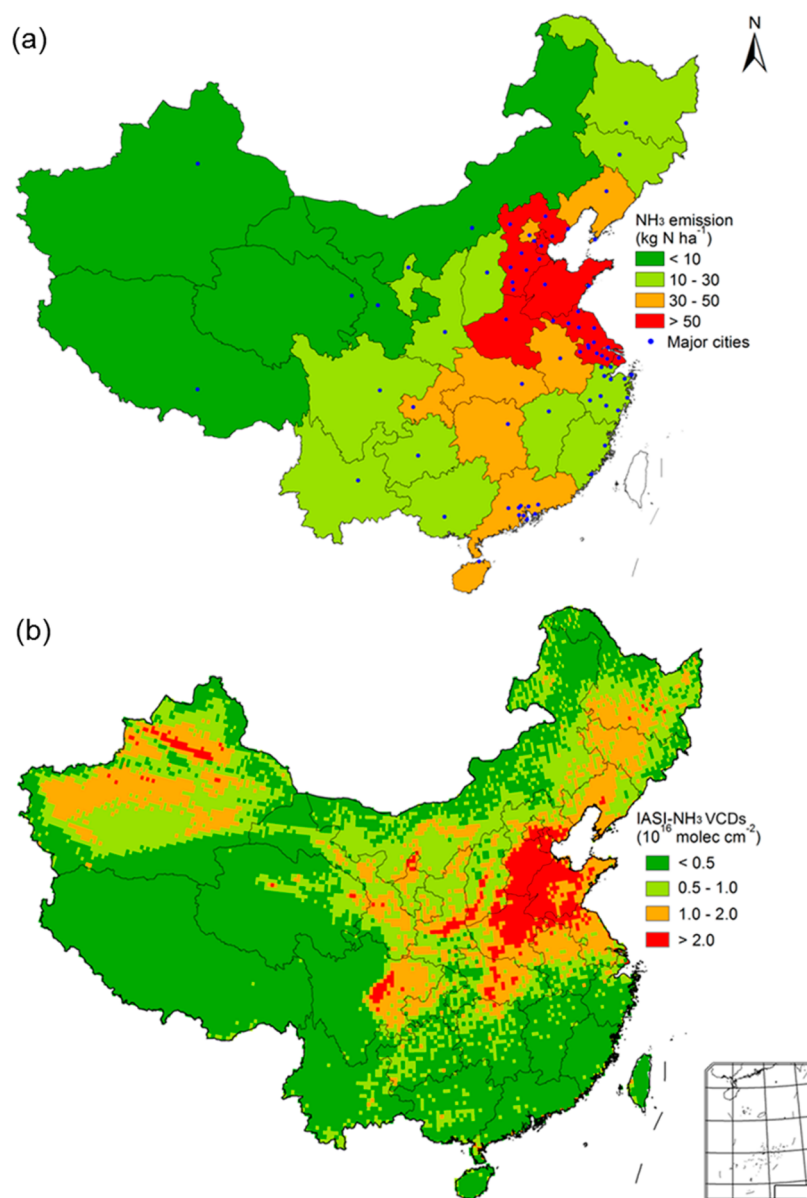 (a)
N
NH₃ emission
(kg N ha⁻¹)
< 10
10 - 30
30 - 50
> 50
Major cities
(b)
IASI-NH₃ VCDs
(10¹⁶ molec cm⁻²)
< 0.5
0.5 - 1.0
1.0 - 2.0
> 2.0